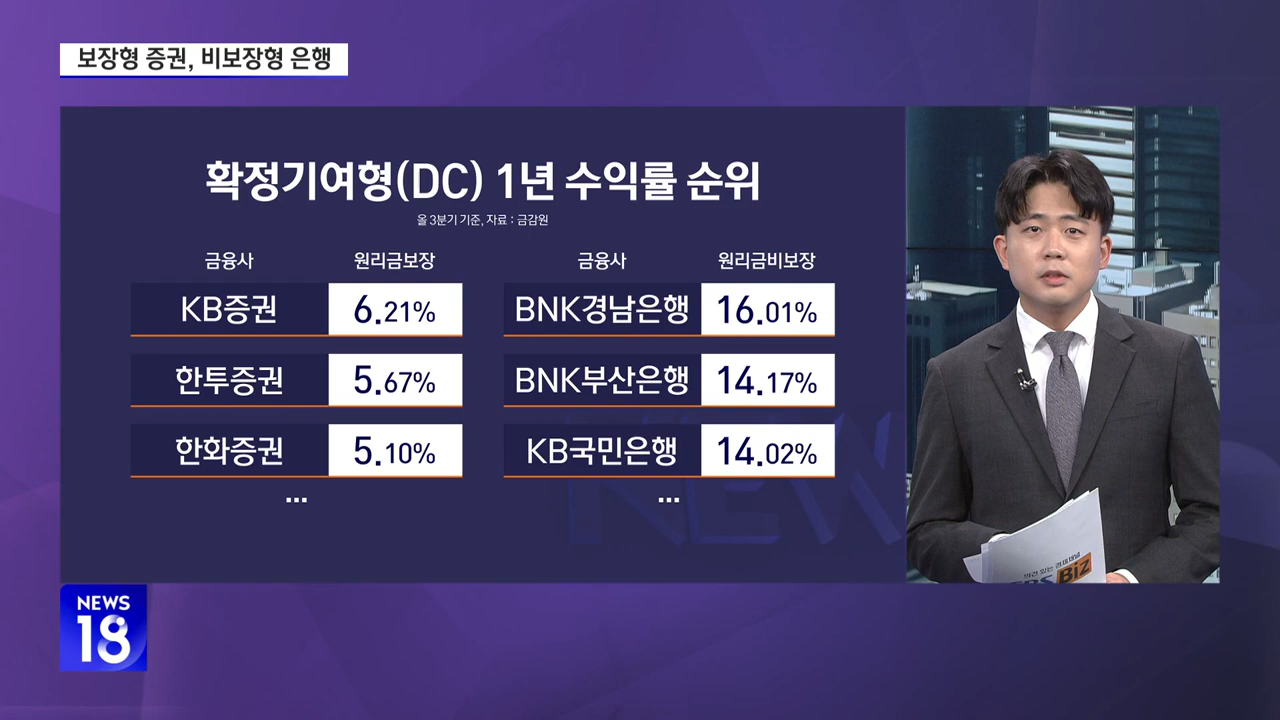 보장형 증권, 비보장형 은행
확정기여형(DC) 1년 수익률 순위
올 3분기 기준, 자료 : 금감원
금융사 원리금보장 금융사 원리금비보장
KB증권 6.21% BNK경남은행 16.01%
한투증권 5.67% BNK부산은행 14.17%
한화증권 5.10% KB국민은행 14.02%
... ...
NEWS
Biz
NEWS
18